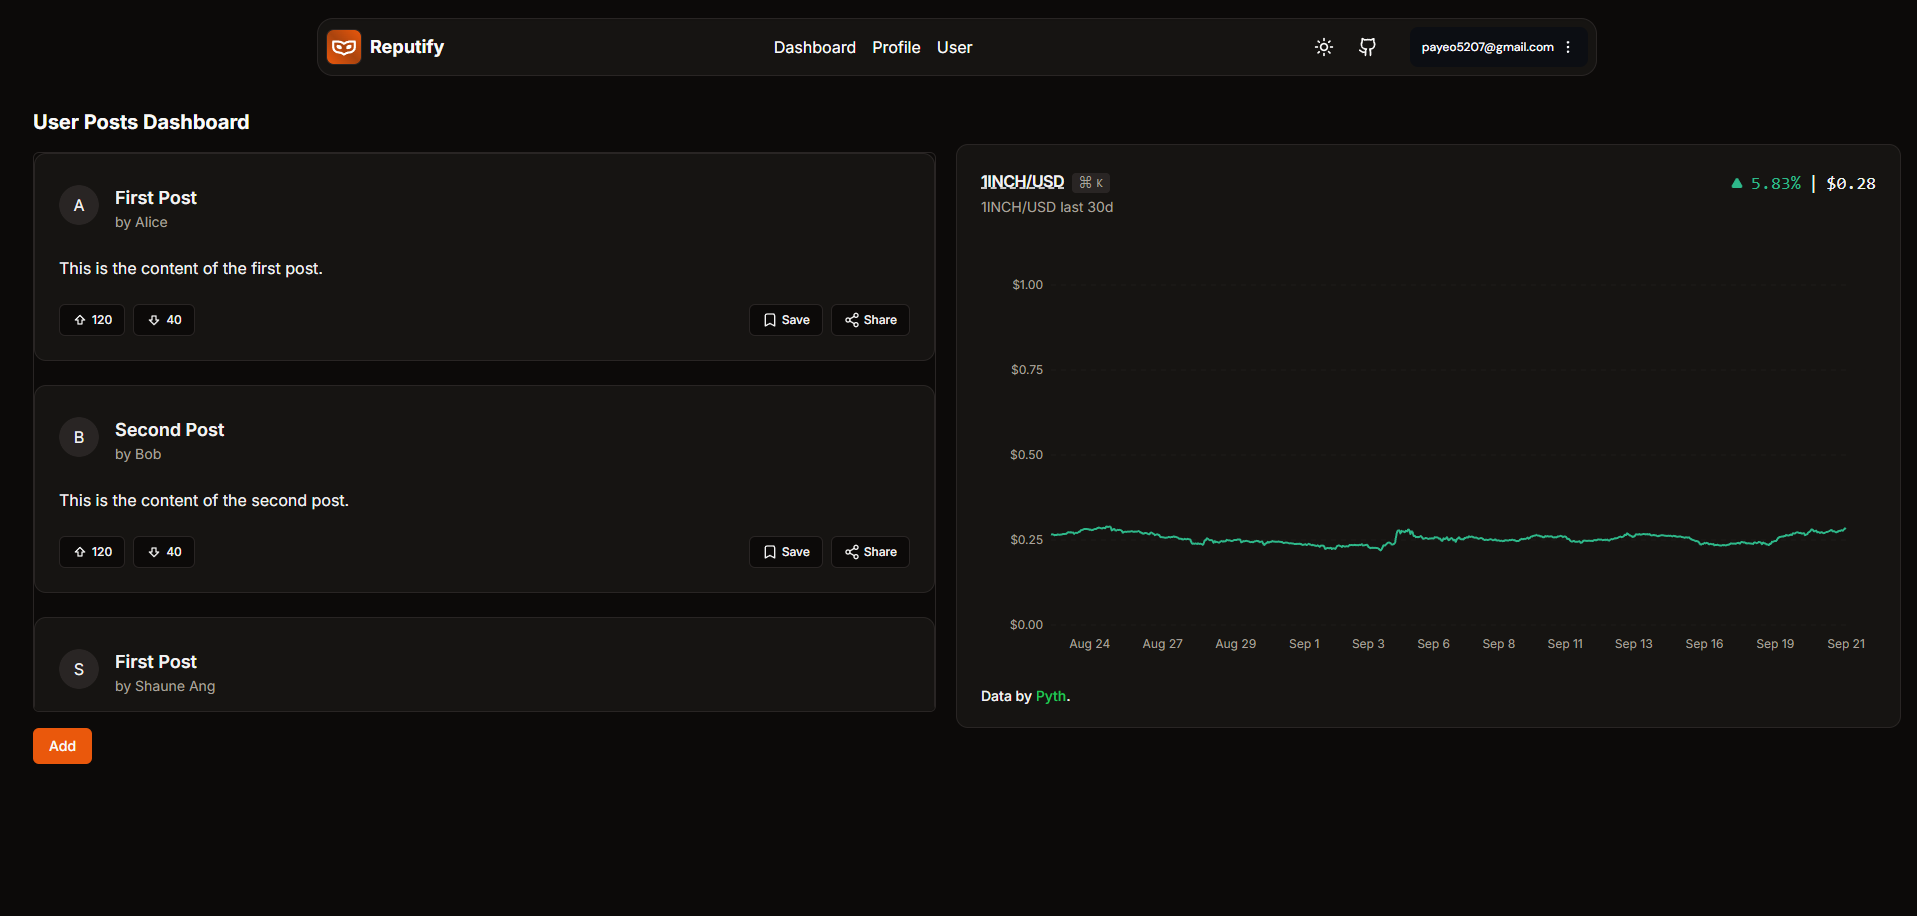 Reputify
Dashboard Profile User
payeo5207@gmail.com
User Posts Dashboard
A
First Post
by Alice
This is the content of the first post.
120 40 Save Share
B
Second Post
by Bob
This is the content of the second post.
120 40 Save Share
S
First Post
by Shaune Ang
Add
1INCH/USD ⌘ K
1INCH/USD last 30d
▲ 5.83% | $0.28
$1.00
$0.75
$0.50
$0.25
$0.00
Aug 24 Aug 27 Aug 29 Sep 1 Sep 3 Sep 6 Sep 8 Sep 11 Sep 13 Sep 16 Sep 19 Sep 21
Data by Pyth.